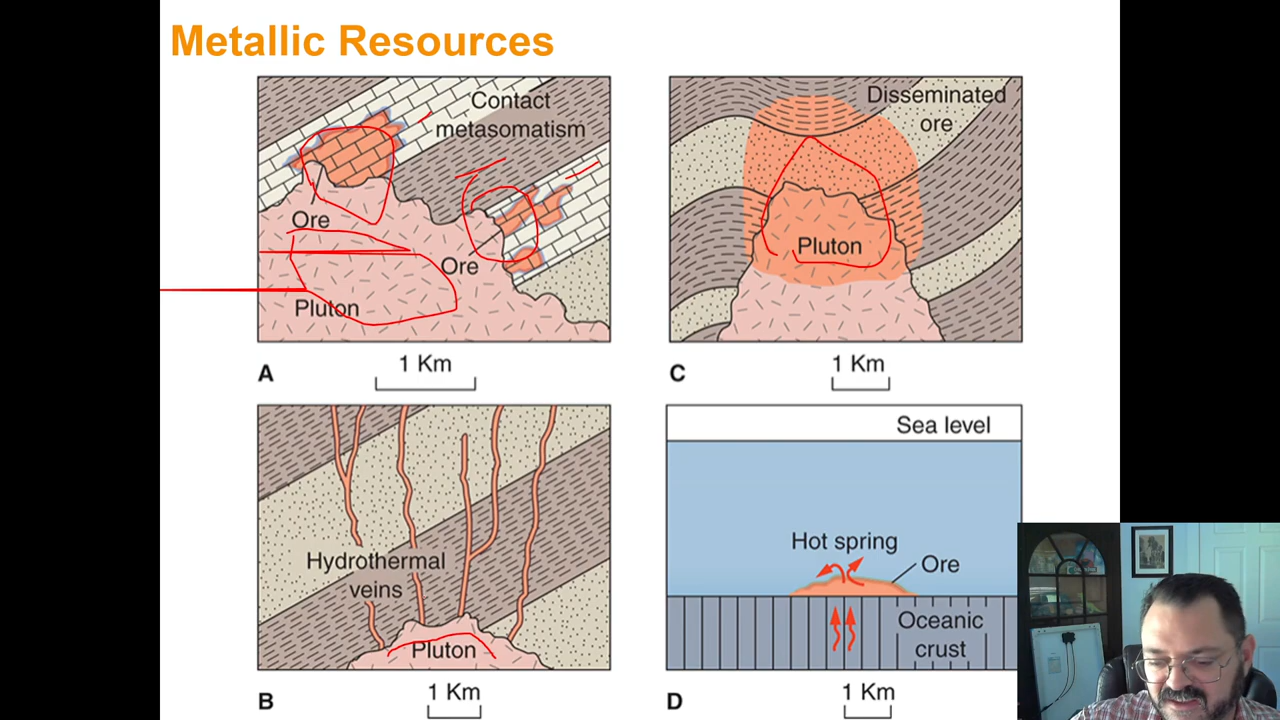 Metallic Resources
Contact
metasomatism
Ore
Ore
Pluton
1 Km
A
Disseminated
ore
Pluton
1 Km
C
Hydrothermal
veins
Pluton
1 Km
B
Sea level
Hot spring
Ore
Oceanic
crust
1 Km
D